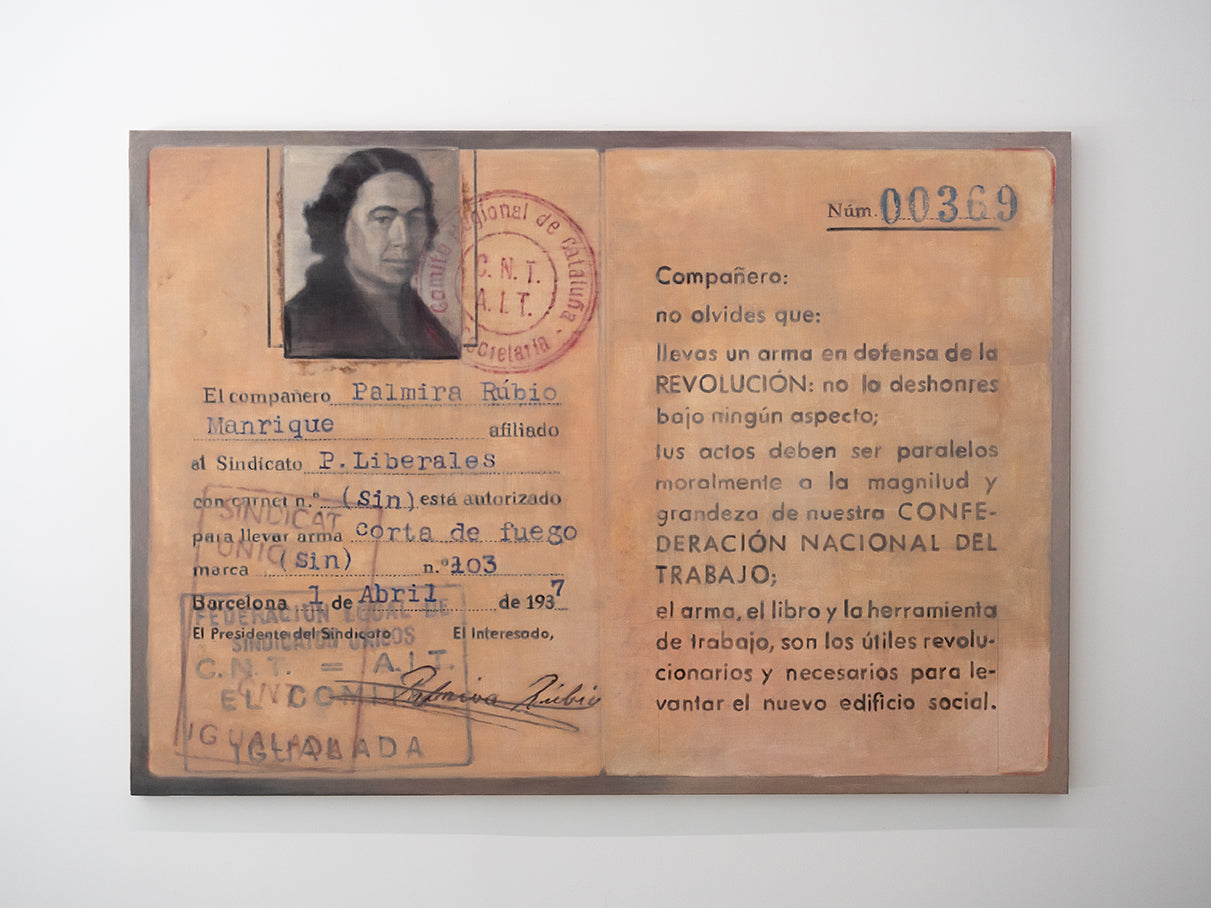 Comité Regional de Cataluña - Secretaría
C. N. T.
A. I. T.
El compañero Palmira Rúbio
Manrique afiliado
al Sindicato P.Liberales
con carnet n.º (Sin) está autorizado
para llevar arma corta de fuego
marca (Sin) n.º 103
Barcelona 1 de Abril de 1937
El Presidente del Sindicato El Interesado,
Palmira Rúbio
SINDICAT
UNIC
FEDERACION LOCAL DE
SINDICATOS UNICOS
C.N.T. = A.I.T.
EL COMI
IGUALADA
IGUALADA
Núm. 00369
Compañero:
no olvides que:
llevas un arma en defensa de la
REVOLUCIÓN: no la deshonres
bajo ningún aspecto;
tus actos deben ser paralelos
moralmente a la magnitud y
grandeza de nuestra CONFE-
DERACIÓN NACIONAL DEL
TRABAJO;
el arma, el libro y la herramienta
de trabajo, son los útiles revolu-
cionarios y necesarios para le-
vantar el nuevo edificio social.